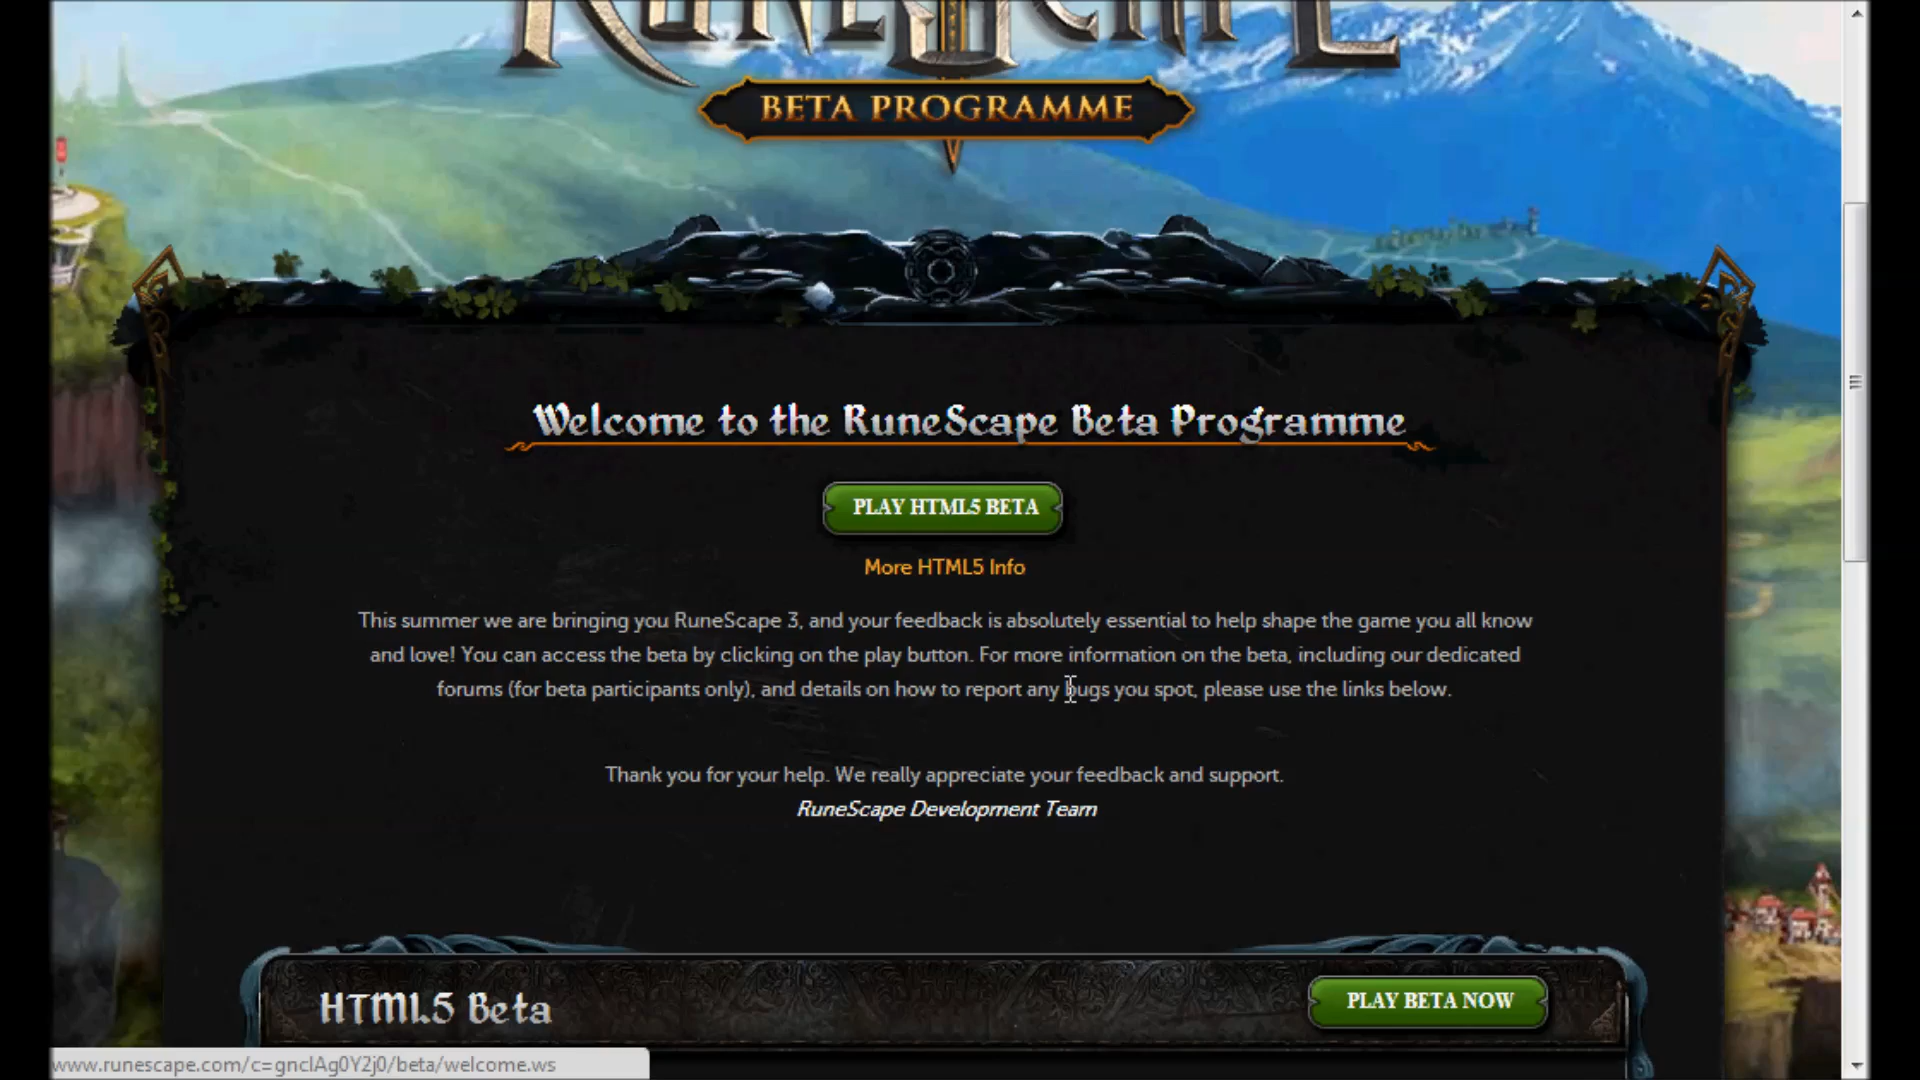 RUNESCAPE
BETA PROGRAMME
Welcome to the RuneScape Beta Programme
PLAY HTML5 BETA
More HTML5 Info
This summer we are bringing you RuneScape 3, and your feedback is absolutely essential to help shape the game you all know
and love! You can access the beta by clicking on the play button. For more information on the beta, including our dedicated
forums (for beta participants only), and details on how to report any bugs you spot, please use the links below.
Thank you for your help. We really appreciate your feedback and support.
RuneScape Development Team
HTML5 Beta
PLAY BETA NOW
www.runescape.com/c=gnclAg0Y2j0/beta/welcome.ws